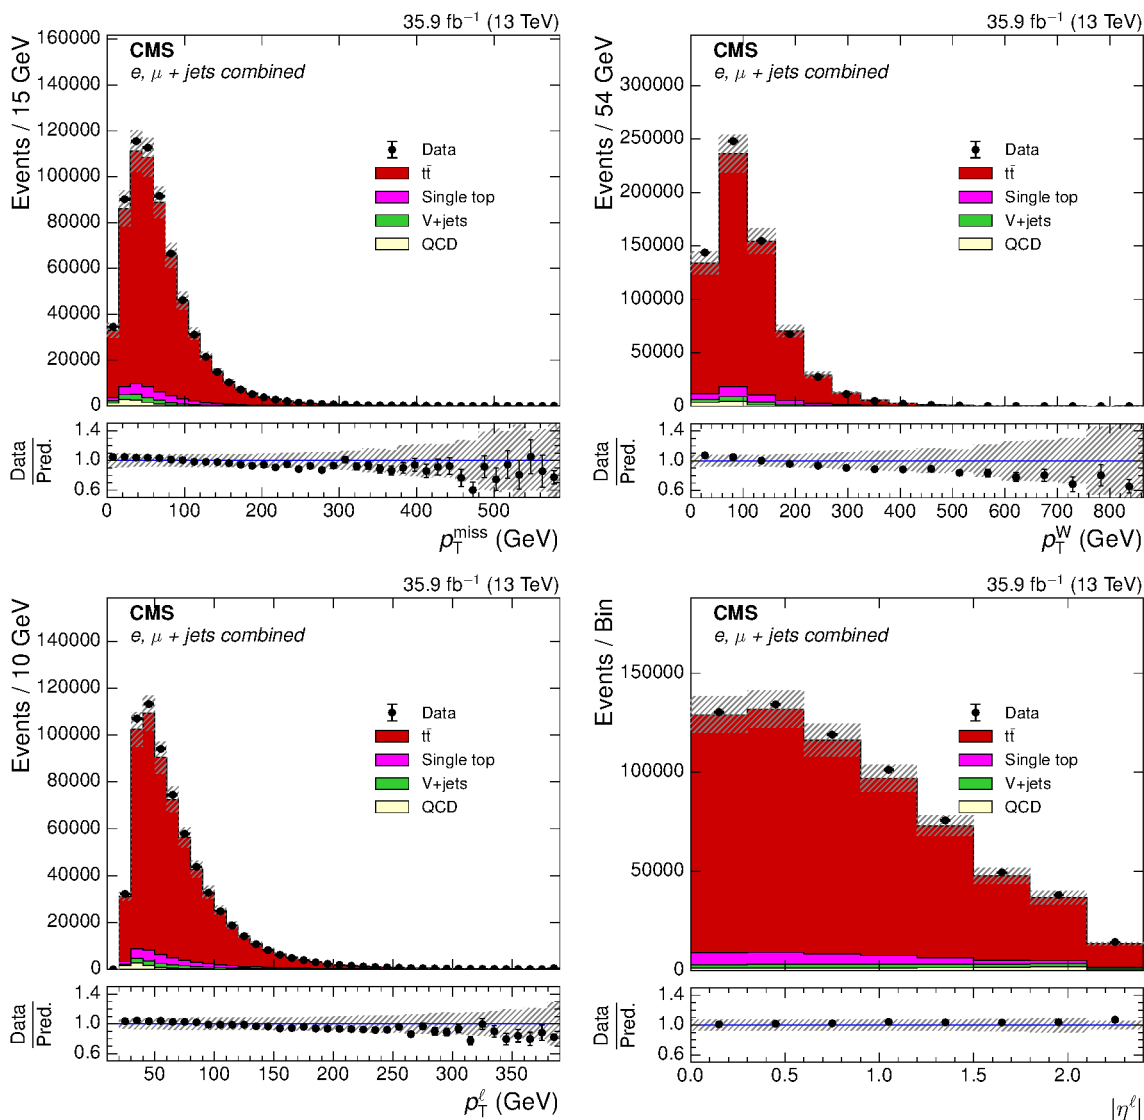 35.9 fb⁻¹ (13 TeV)
CMS
e, μ + jets combined
Events / 15 GeV
160000
140000
120000
100000
80000
60000
40000
20000
0
Data
tt̄
Single top
V+jets
QCD
Data
Pred.
1.4
1.0
0.6
0 100 200 300 400 500
p_T^miss (GeV)
35.9 fb⁻¹ (13 TeV)
CMS
e, μ + jets combined
Events / 54 GeV
300000
250000
200000
150000
100000
50000
0
Data
tt̄
Single top
V+jets
QCD
Data
Pred.
1.4
1.0
0.6
0 100 200 300 400 500 600 700 800
p_T^W (GeV)
35.9 fb⁻¹ (13 TeV)
CMS
e, μ + jets combined
Events / 10 GeV
140000
120000
100000
80000
60000
40000
20000
0
Data
tt̄
Single top
V+jets
QCD
Data
Pred.
1.4
1.0
0.6
50 100 150 200 250 300 350
p_T^ℓ (GeV)
35.9 fb⁻¹ (13 TeV)
CMS
e, μ + jets combined
Events / Bin
150000
100000
50000
0
Data
tt̄
Single top
V+jets
QCD
Data
Pred.
1.4
1.0
0.6
0.0 0.5 1.0 1.5 2.0
|η^ℓ|